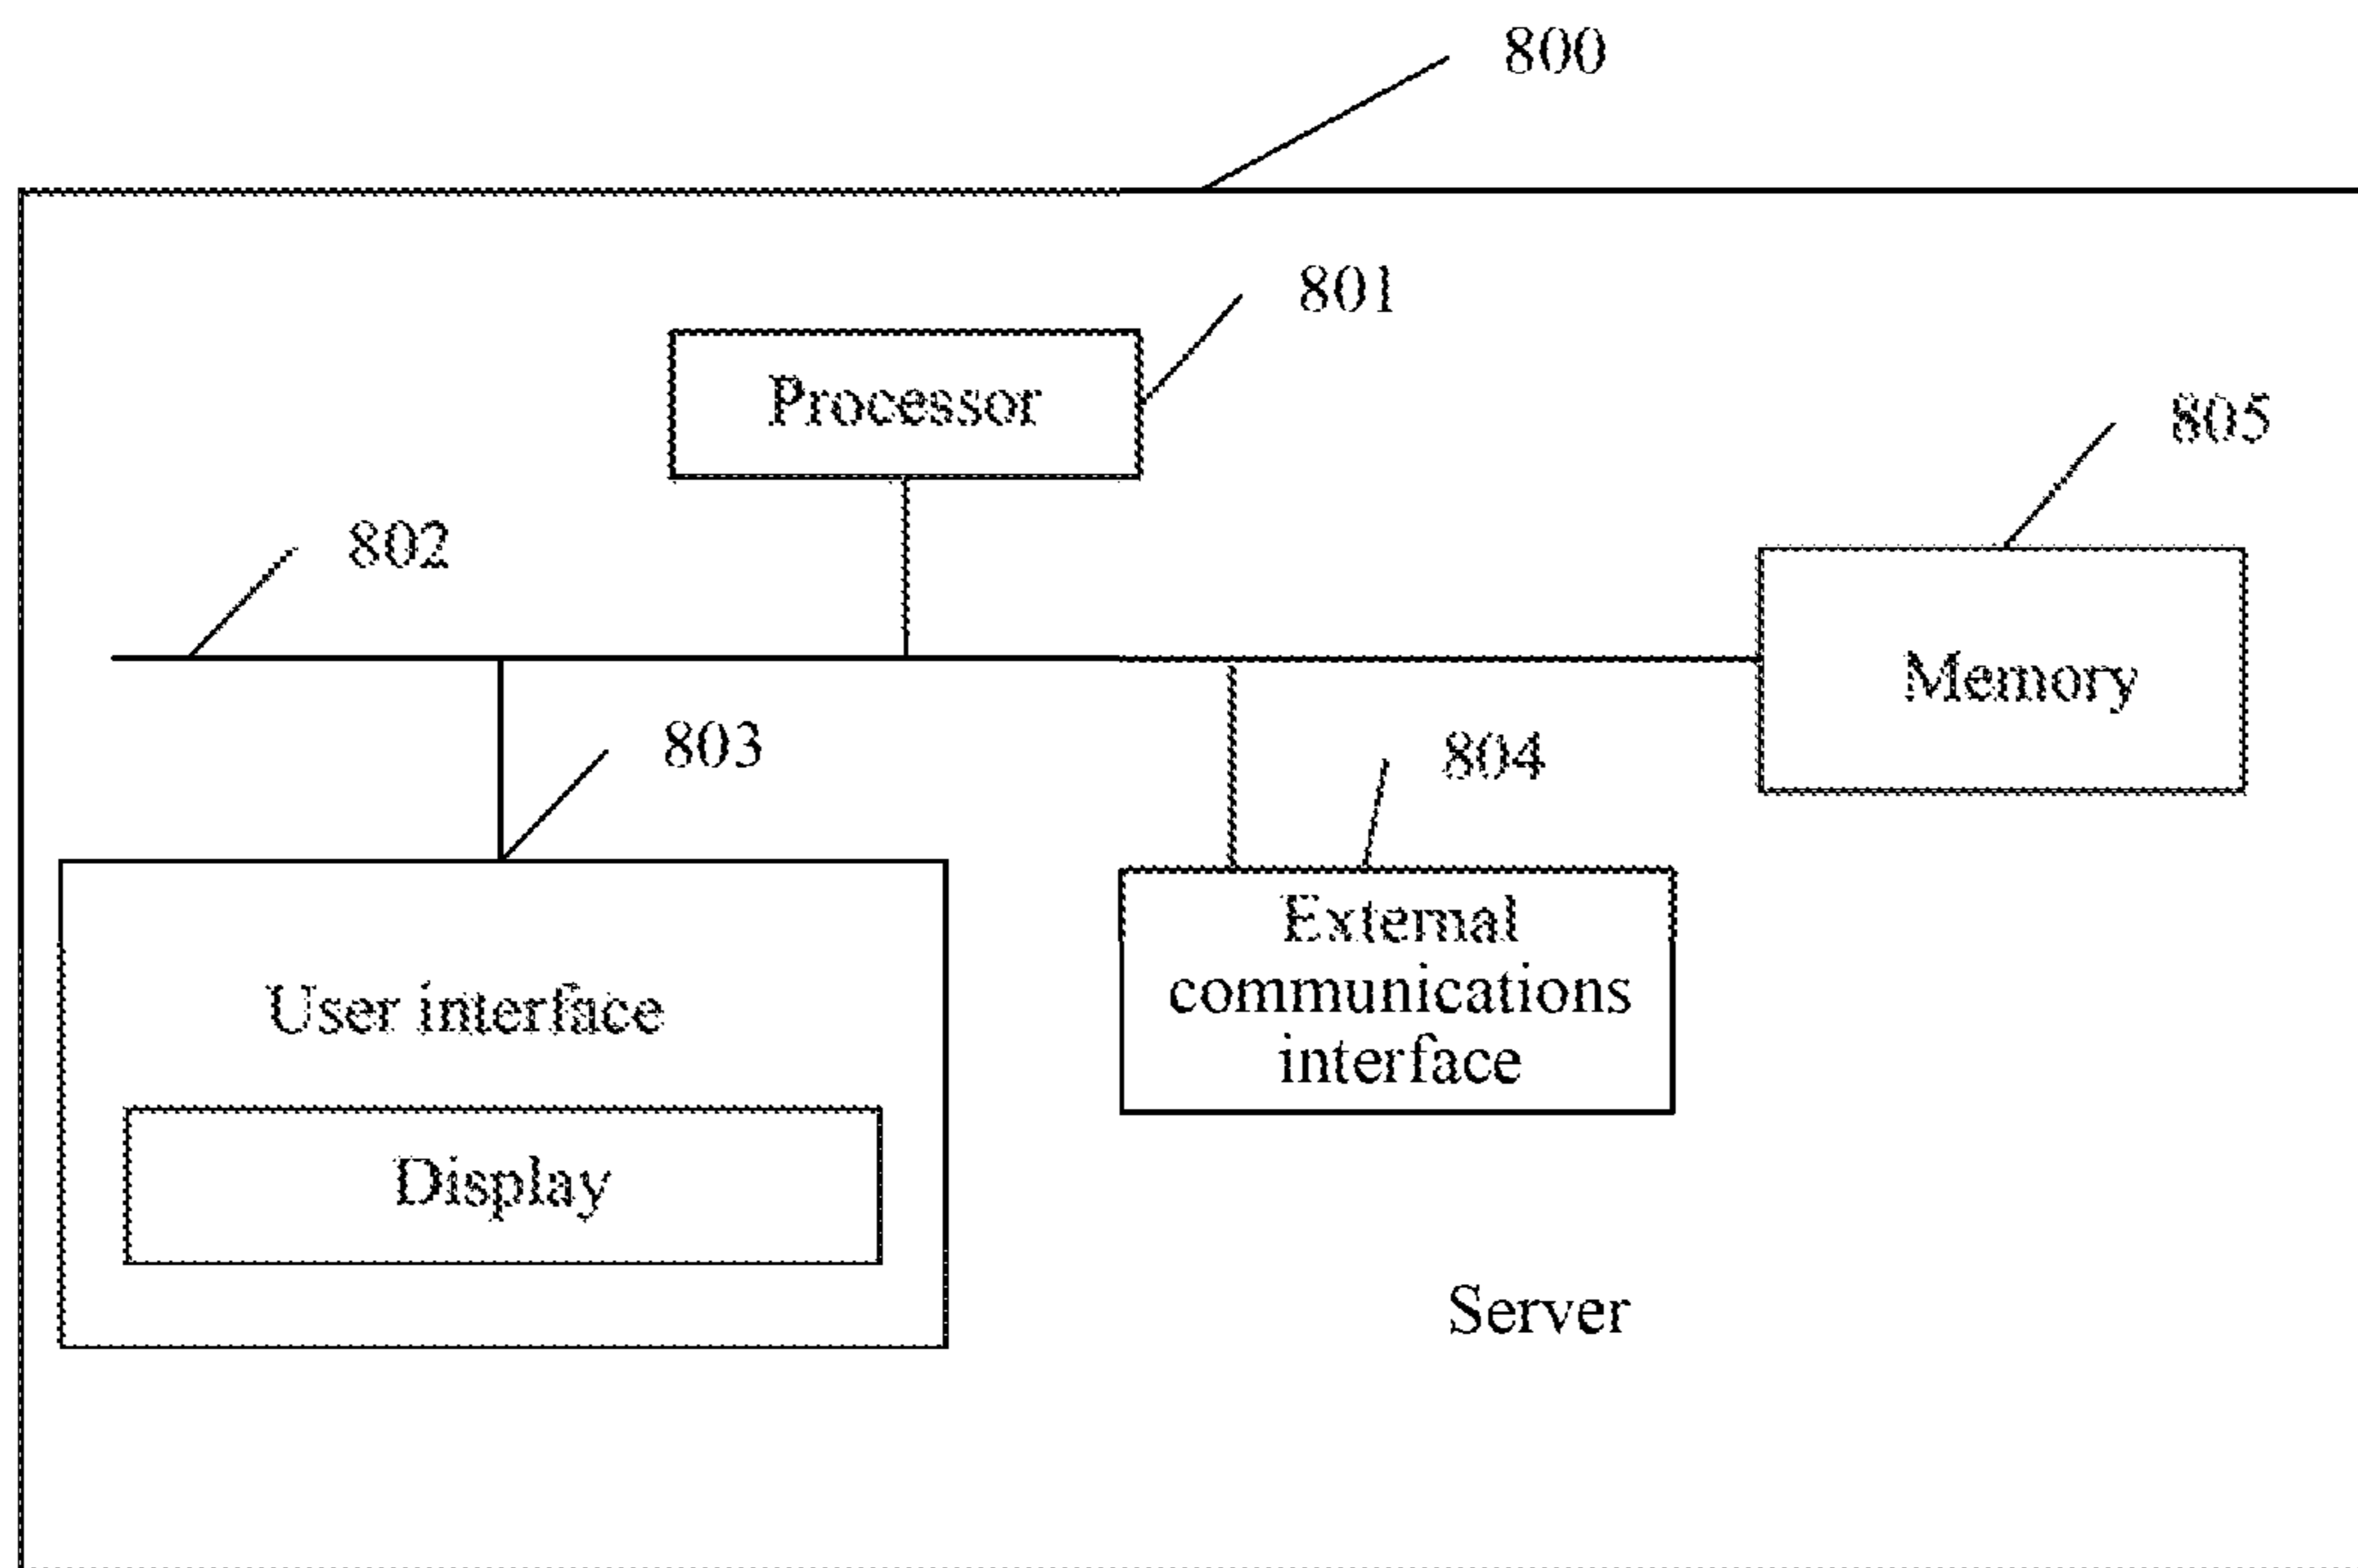 800
801
Processor
805
802
Memory
803
804
External
communications
interface
User interface
Display
Server